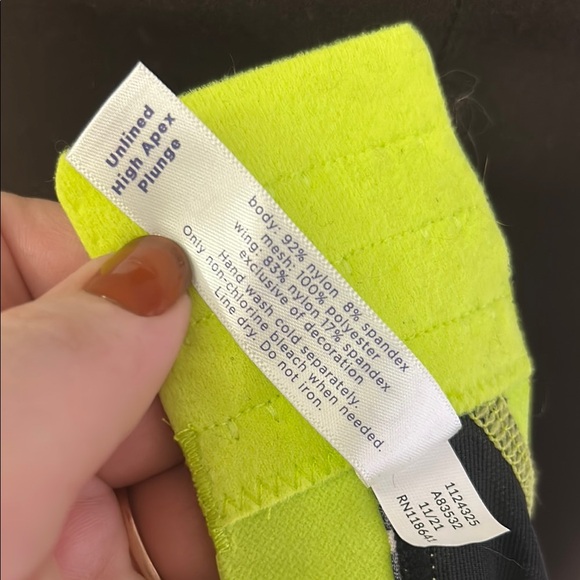 Unlined
High Apex
Plunge
body: 92% nylon 8% spandex
mesh: 100% polyester
wing: 83% nylon 17% spandex
exclusive of decoration
Hand wash cold separately.
Only non-chlorine bleach when needed.
Line dry. Do not iron.
1124325
A83532
11/21